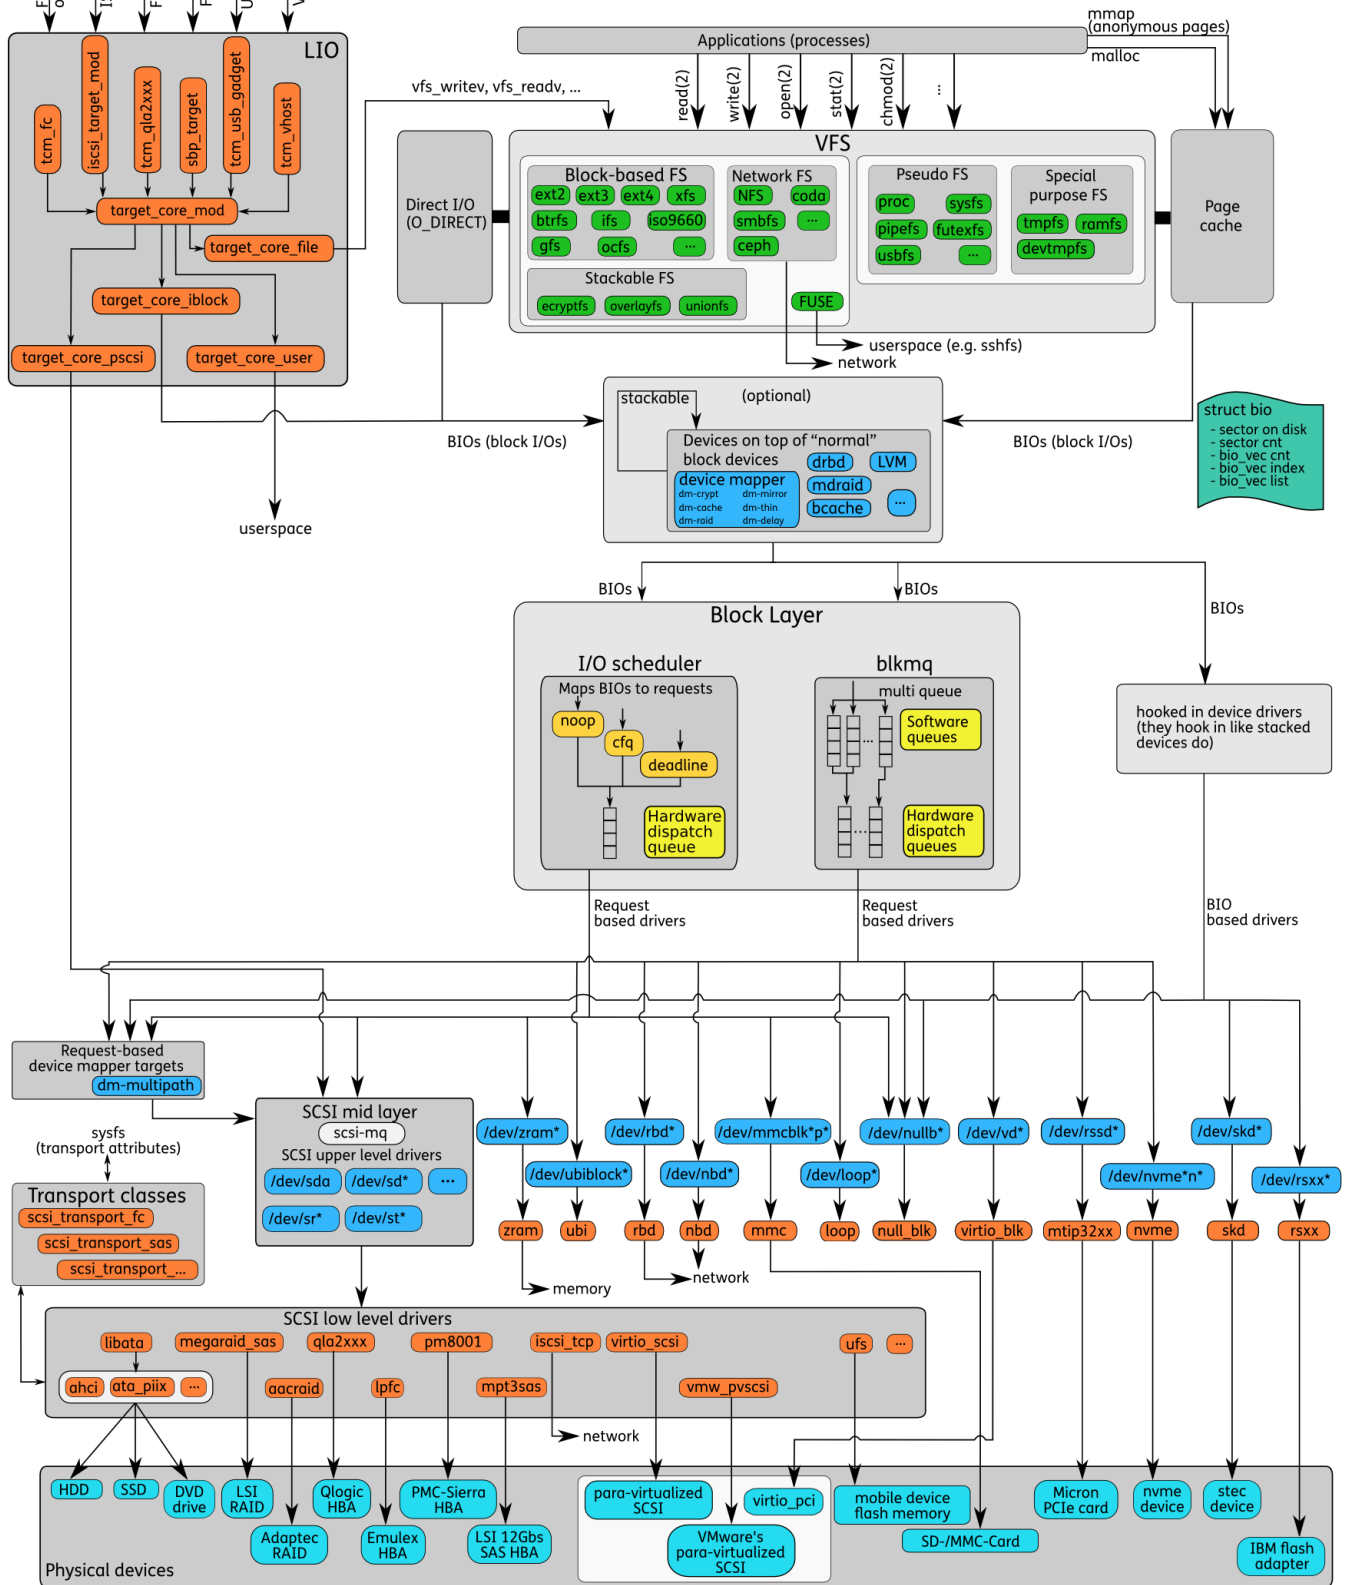 mmap
(anonymous pages)
malloc
Applications (processes)
LIO
vfs_writev, vfs_readv, ...
read(2)
write(2)
open(2)
stat(2)
chmod(2)
...
tcm_fc
iscsi_target_mod
tcm_qla2xxx
sbp_target
tcm_usb_gadget
tcm_vhost
target_core_mod
target_core_file
target_core_iblock
target_core_pscsi
target_core_user
Direct I/O
(O_DIRECT)
VFS
Block-based FS
ext2
ext3
ext4
xfs
btrfs
ifs
iso9660
gfs
ocfs
...
Network FS
NFS
coda
smbfs
...
ceph
Pseudo FS
proc
sysfs
pipefs
futexfs
usbfs
...
Special
purpose FS
tmpfs
ramfs
devtmpfs
Stackable FS
ecryptfs
overlayfs
unionfs
FUSE
Page
cache
userspace (e.g. sshfs)
network
stackable
(optional)
BIOs (block I/Os)
BIOs (block I/Os)
Devices on top of “normal”
block devices
drbd
LVM
device mapper
dm-crypt
dm-mirror
dm-cache
dm-thin
dm-raid
dm-delay
mdraid
bcache
...
struct bio
- sector on disk
- sector cnt
- bio_vec cnt
- bio_vec index
- bio_vec list
userspace
BIOs
BIOs
BIOs
Block Layer
I/O scheduler
Maps BIOs to requests
noop
cfq
deadline
Hardware
dispatch
queue
blkmq
multi queue
...
Software
queues
...
Hardware
dispatch
queues
hooked in device drivers
(they hook in like stacked
devices do)
Request
based drivers
Request
based drivers
BIO
based drivers
Request-based
device mapper targets
dm-multipath
sysfs
(transport attributes)
SCSI mid layer
scsi-mq
SCSI upper level drivers
/dev/sda
/dev/sd*
...
/dev/sr*
/dev/st*
/dev/zram*
/dev/rbd*
/dev/mmcblk*p*
/dev/nullb*
/dev/vd*
/dev/rssd*
/dev/skd*
/dev/ubiblock*
/dev/nbd*
/dev/loop*
/dev/nvme*n*
/dev/rsxx*
Transport classes
scsi_transport_fc
scsi_transport_sas
scsi_transport_...
zram
ubi
rbd
nbd
mmc
loop
null_blk
virtio_blk
mtip32xx
nvme
skd
rsxx
memory
network
SCSI low level drivers
libata
megaraid_sas
qla2xxx
pm8001
iscsi_tcp
virtio_scsi
ufs
...
ahci
ata_piix
...
aacraid
lpfc
mpt3sas
vmw_pvscsi
network
HDD
SSD
DVD
drive
LSI
RAID
Qlogic
HBA
PMC-Sierra
HBA
para-virtualized
SCSI
virtio_pci
mobile device
flash memory
Micron
PCIe card
nvme
device
stec
device
Adaptec
RAID
Emulex
HBA
LSI 12Gbs
SAS HBA
VMware's
para-virtualized
SCSI
SD-/MMC-Card
IBM flash
adapter
Physical devices